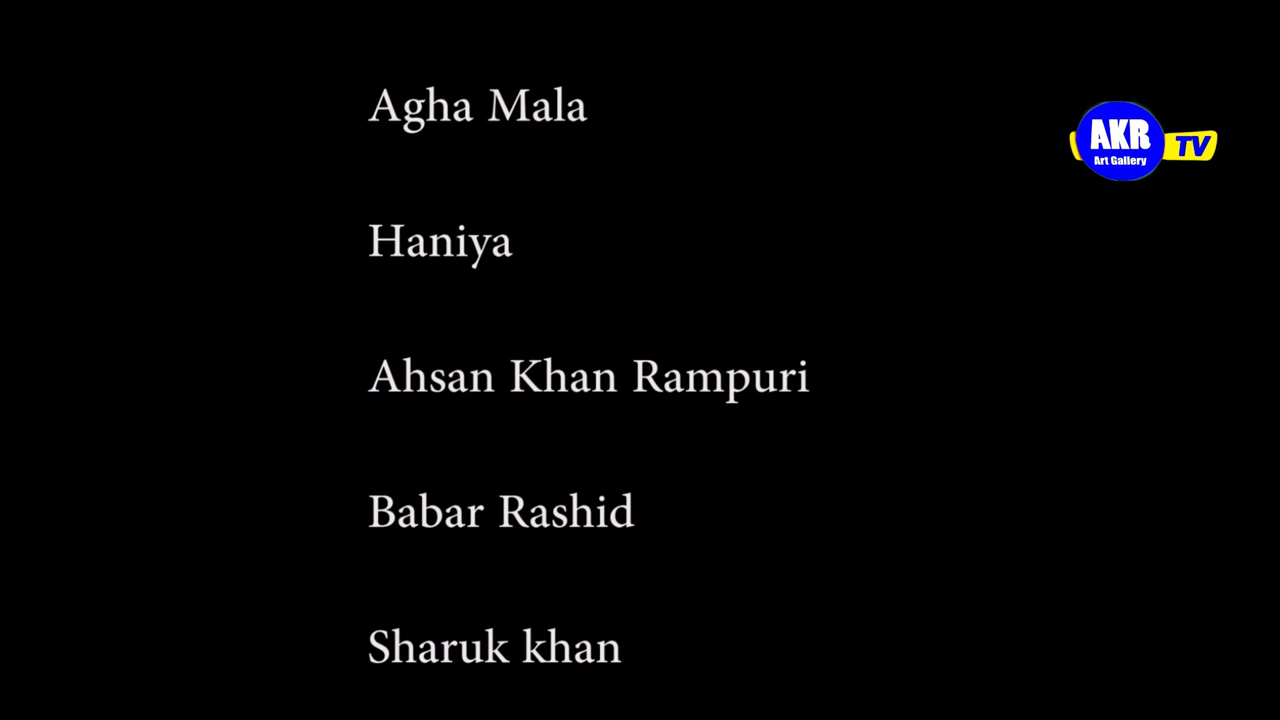 Agha Mala
AKR
Art Gallery
TV
Haniya
Ahsan Khan Rampuri
Babar Rashid
Sharuk khan